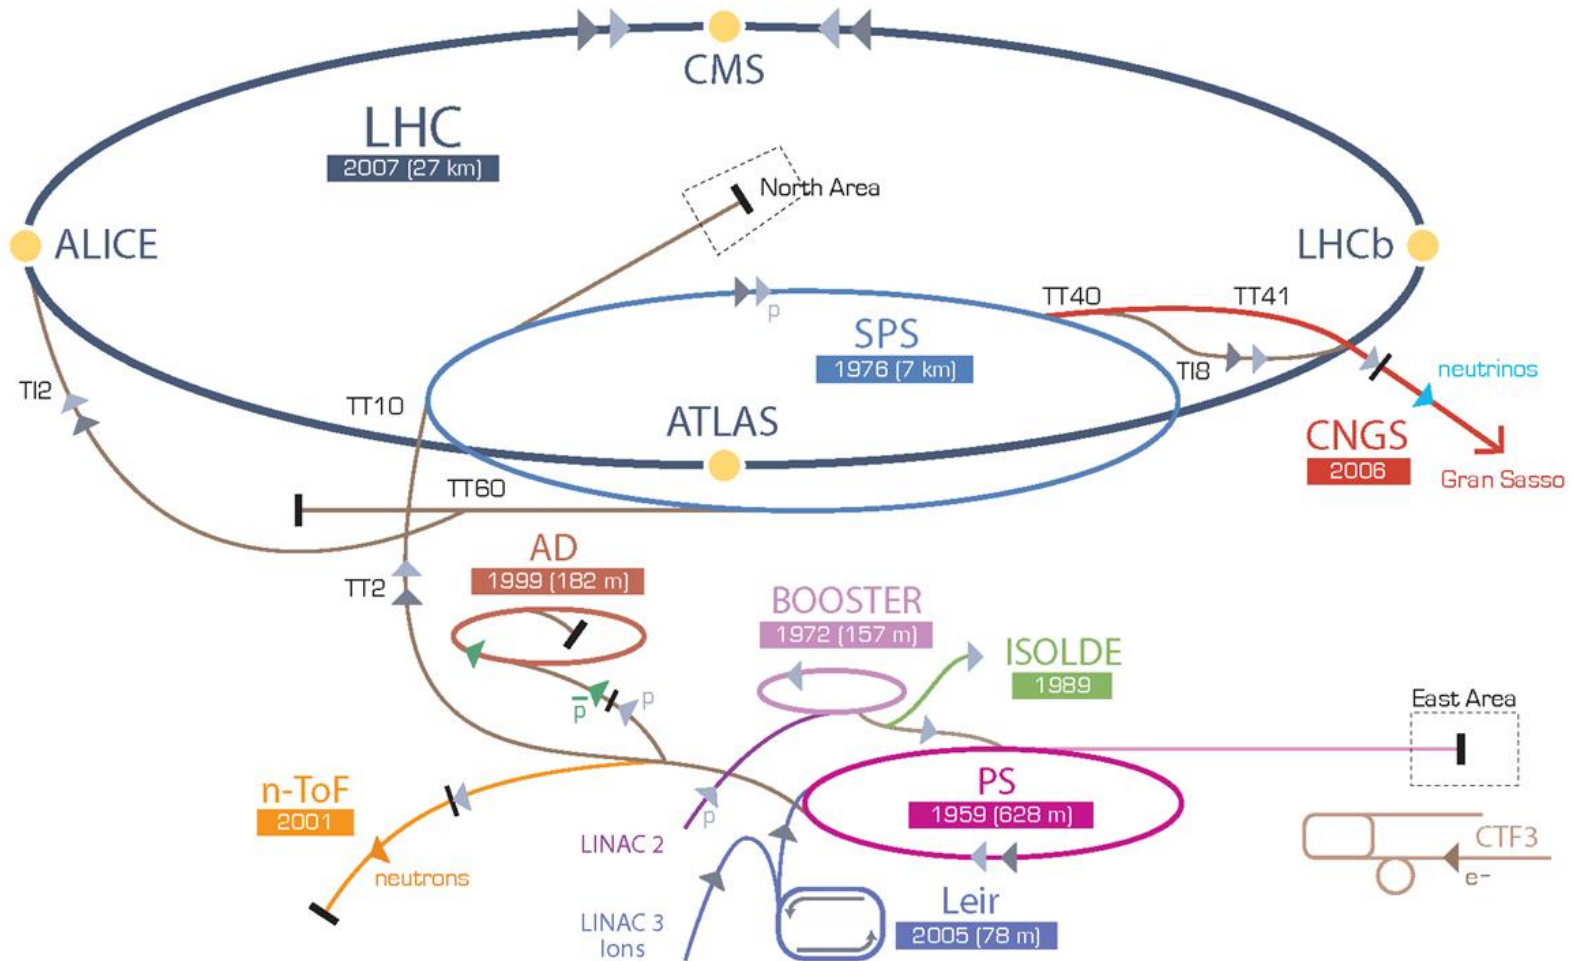 CMS
LHC
2007 (27 km)
North Area
ALICE
LHCb
TT40
TT41
p
SPS
1976 (7 km)
TI8
neutrinos
TI2
TT10
ATLAS
CNGS
2006
Gran Sasso
TT60
AD
1999 (182 m)
TT2
BOOSTER
1972 (157 m)
ISOLDE
1989
p̅
p
East Area
n-ToF
2001
PS
1959 (628 m)
p
LINAC 2
CTF3
neutrons
e-
LINAC 3
Ions
Leir
2005 (78 m)